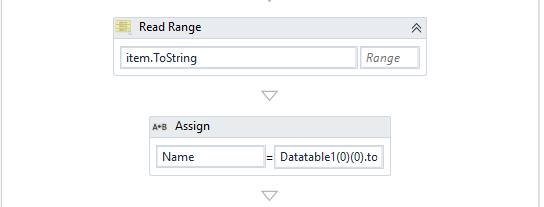 Read Range
item.ToString
Range
A*B Assign
Name = Datatable1(0)(0).to